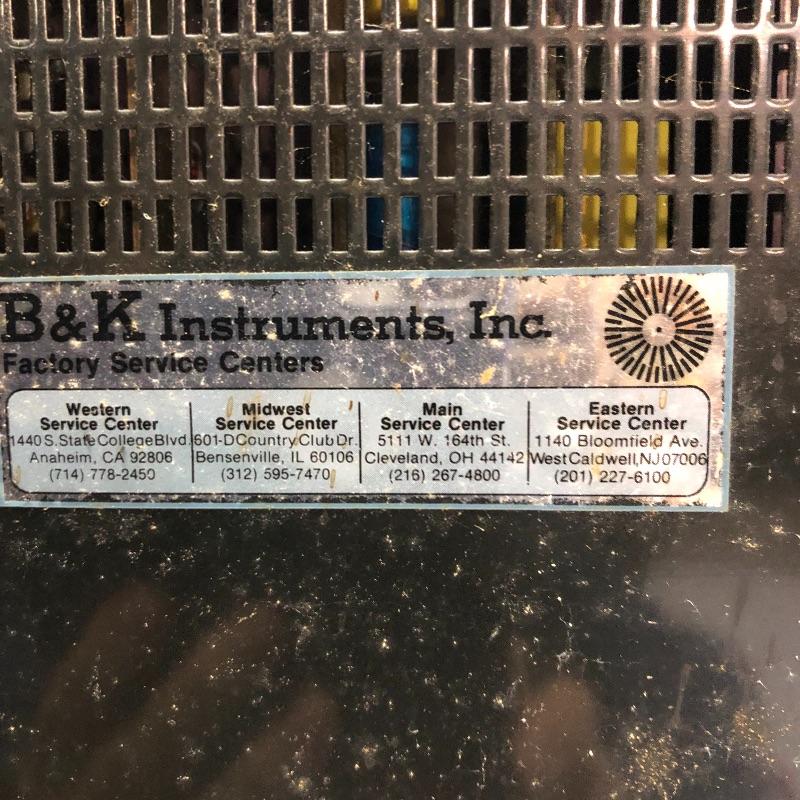 B&K Instruments, Inc.
Factory Service Centers
Western
Service Center
1440 S. State College Blvd.
Anaheim, CA 92806
(714) 778-2450
Midwest
Service Center
601-D Country Club Dr.
Bensenville, IL 60106
(312) 595-7470
Main
Service Center
5111 W. 164th St.
Cleveland, OH 44142
(216) 267-4800
Eastern
Service Center
1140 Bloomfield Ave.
West Caldwell, NJ 07006
(201) 227-6100